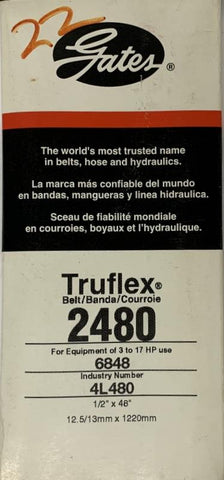 22
Gates®
The world's most trusted name
in belts, hose and hydraulics.
La marca más confiable del mundo
en bandas, mangueras y linea hidraulica.
Sceau de fiabilité mondiale
en courroies, boyaux et l'hydraulique.
Truflex®
Belt/Banda/Courroie
2480
For Equipment of 3 to 17 HP use
6848
Industry Number
4L480
1/2" x 48"
12.5/13mm x 1220mm